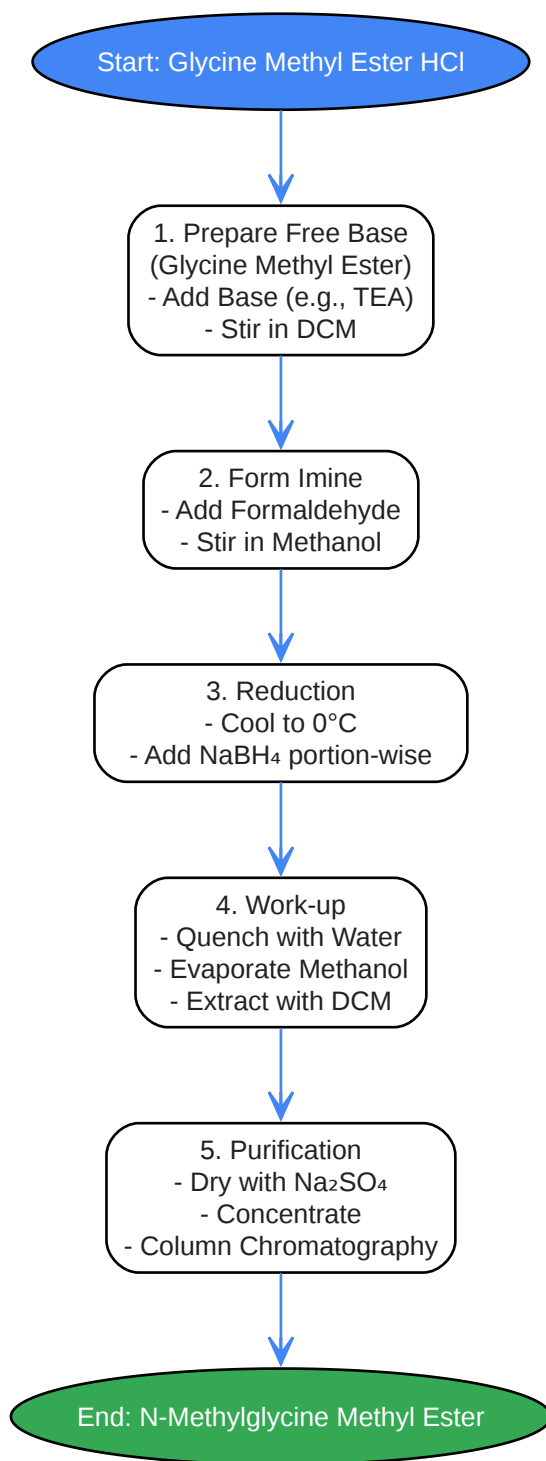 Start: Glycine Methyl Ester HCl
1. Prepare Free Base
(Glycine Methyl Ester)
- Add Base (e.g., TEA)
- Stir in DCM
2. Form Imine
- Add Formaldehyde
- Stir in Methanol
3. Reduction
- Cool to 0°C
- Add NaBH₄ portion-wise
4. Work-up
- Quench with Water
- Evaporate Methanol
- Extract with DCM
5. Purification
- Dry with Na₂SO₄
- Concentrate
- Column Chromatography
End: N-Methylglycine Methyl Ester